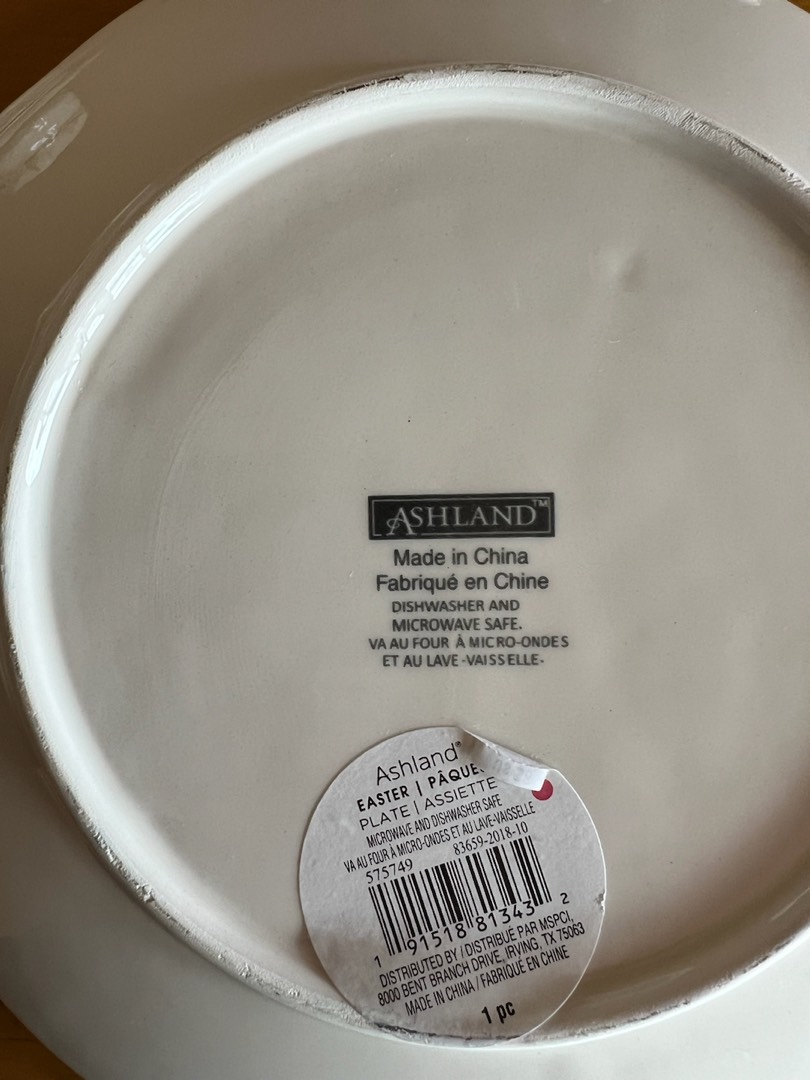 ASHLAND™
Made in China
Fabriqué en Chine
DISHWASHER AND
MICROWAVE SAFE.
VA AU FOUR À MICRO-ONDES
ET AU LAVE-VAISSELLE.
Ashland®
EASTER | PÂQUE
PLATE | ASSIETTE
MICROWAVE AND DISHWASHER SAFE
VA AU FOUR À MICRO-ONDES ET AU LAVE-VAISSELLE
575749 83659-2018-10
1 91518 81343 2
DISTRIBUTED BY / DISTRIBUÉ PAR MSPCI,
8000 BENT BRANCH DRIVE, IRVING, TX 75063
MADE IN CHINA / FABRIQUÉ EN CHINE
1 pc